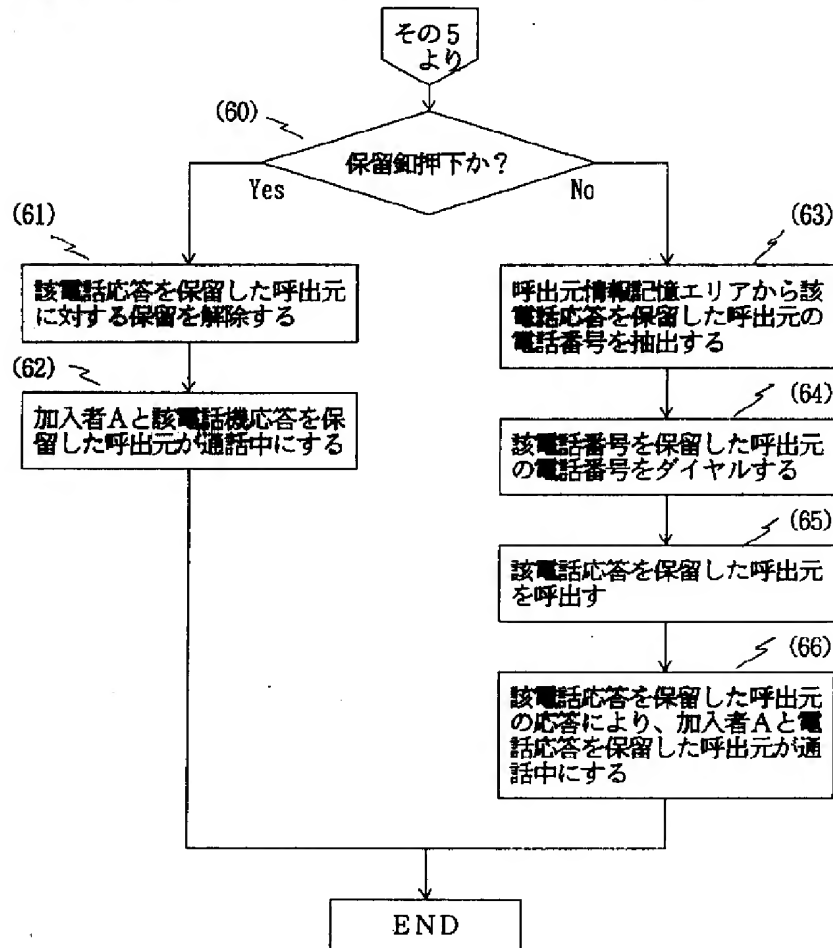 その5
より
(60)
保留釦押下か？
Yes
No
(61)
該電話応答を保留した呼出元
に対する保留を解除する
(62)
加入者Aと該電話機応答を保
留した呼出元が通話中にする
(63)
呼出元情報記憶エリアから該
電話応答を保留した呼出元の
電話番号を抽出する
(64)
該電話番号を保留した呼出元
の電話番号をダイヤルする
(65)
該電話応答を保留した呼出元
を呼出す
(66)
該電話応答を保留した呼出元
の応答により、加入者Aと電
話応答を保留した呼出元が通
話中にする
END